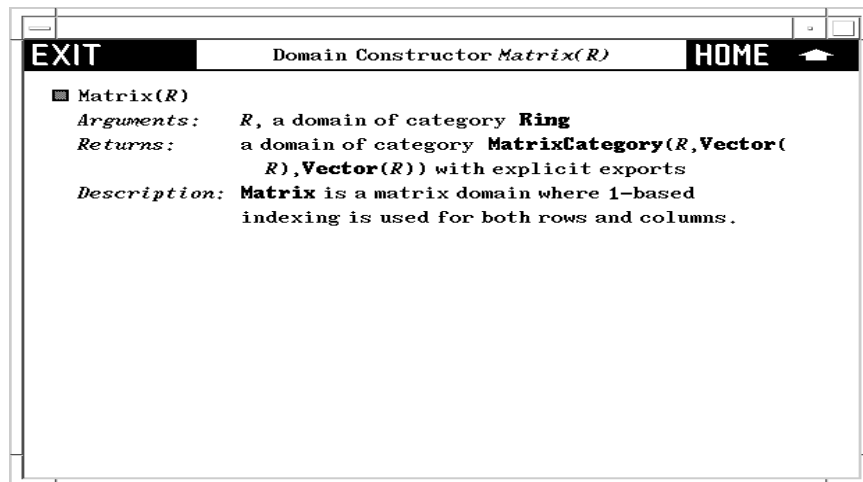 EXIT Domain Constructor Matrix(R) HOME
Matrix(R)
Arguments: R, a domain of category Ring
Returns: a domain of category MatrixCategory(R,Vector(
R),Vector(R)) with explicit exports
Description: Matrix is a matrix domain where 1-based
indexing is used for both rows and columns.